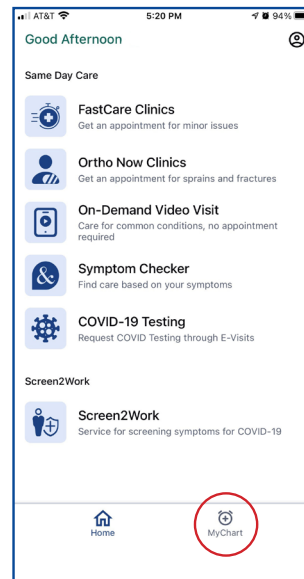 AT&T 5:20 PM 94%
Good Afternoon
Same Day Care
FastCare Clinics
Get an appointment for minor issues
Ortho Now Clinics
Get an appointment for sprains and fractures
On-Demand Video Visit
Care for common conditions, no appointment
required
&
Symptom Checker
Find care based on your symptoms
COVID-19 Testing
Request COVID Testing through E-Visits
Screen2Work
Screen2Work
Service for screening symptoms for COVID-19
Home MyChart